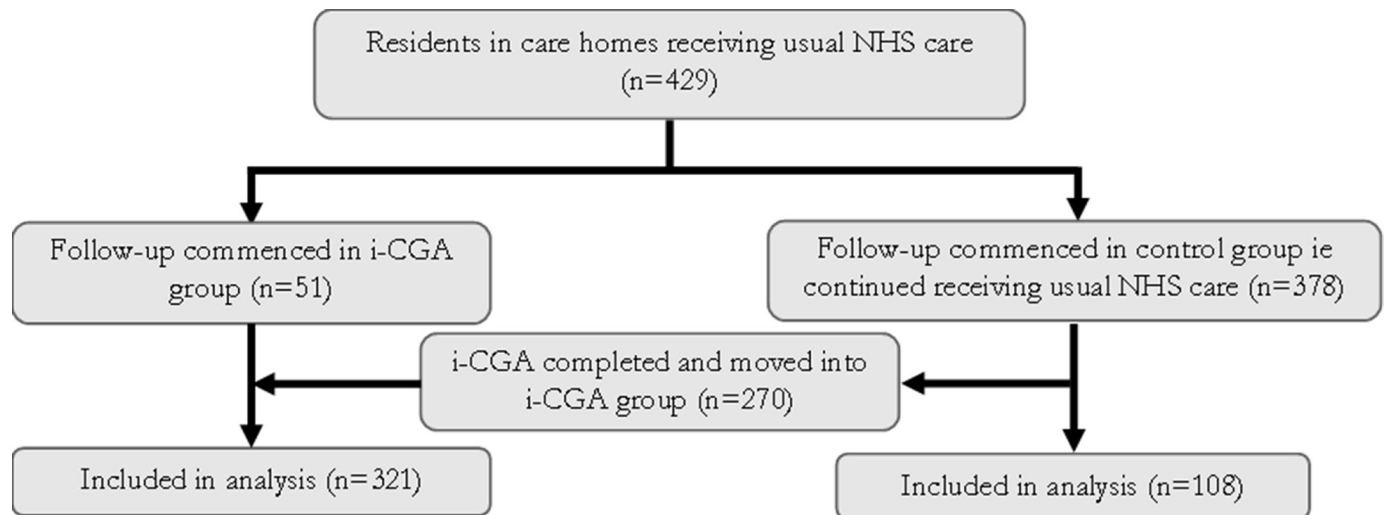 Residents in care homes receiving usual NHS care
(n=429)
Follow-up commenced in i-CGA
group (n=51)
Follow-up commenced in control group ie
continued receiving usual NHS care (n=378)
i-CGA completed and moved into
i-CGA group (n=270)
Included in analysis (n=321)
Included in analysis (n=108)